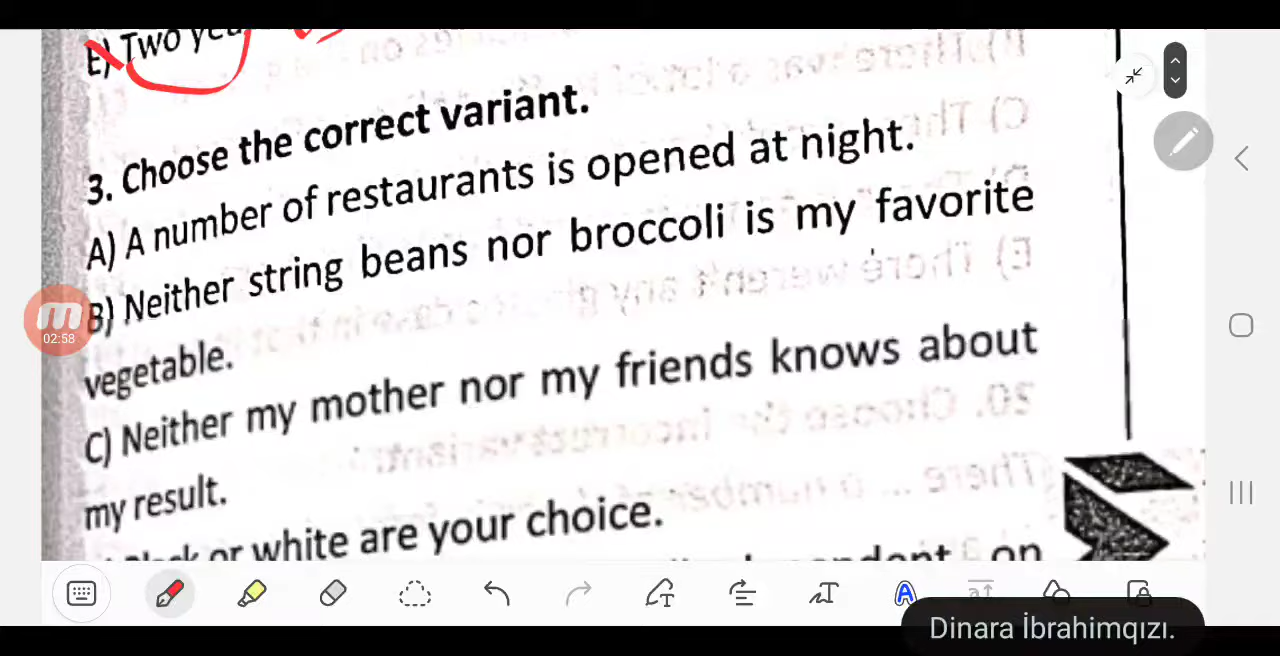 E) Two
3. Choose the correct variant.
A) A number of restaurants is opened at night.
B) Neither string beans nor broccoli is my favorite
vegetable.
C) Neither my mother nor my friends knows about
my result.
Black or white are your choice.
on
02:58
Dinara İbrahimqızı.